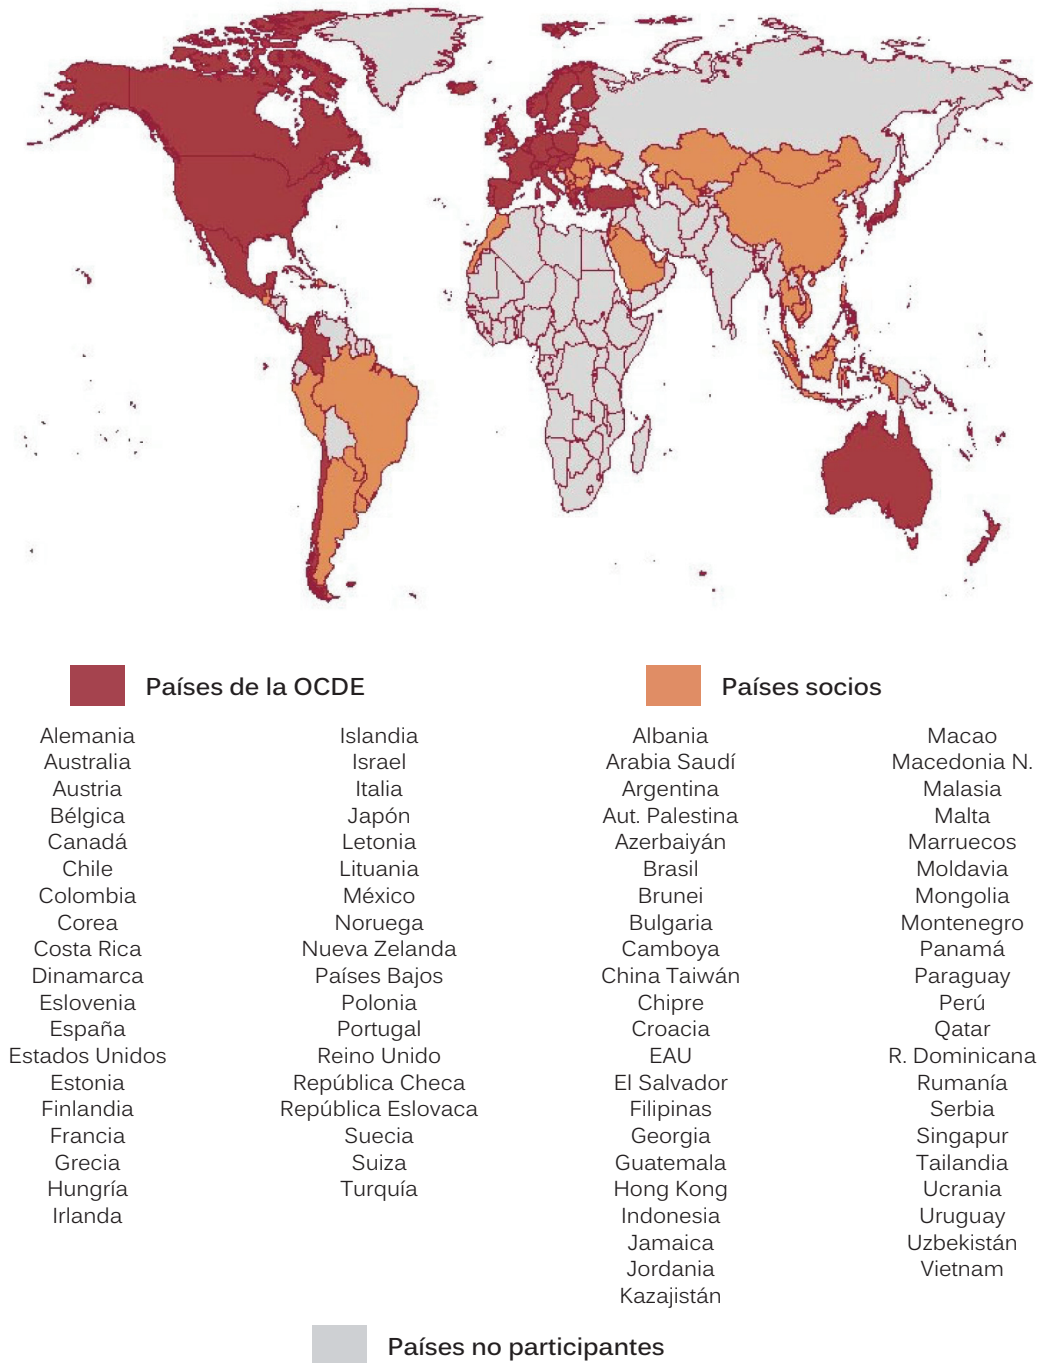 Países de la OCDE
Alemania
Australia
Austria
Bélgica
Canadá
Chile
Colombia
Corea
Costa Rica
Dinamarca
Eslovenia
España
Estados Unidos
Estonia
Finlandia
Francia
Grecia
Hungría
Irlanda
Islandia
Israel
Italia
Japón
Letonia
Lituania
México
Noruega
Nueva Zelanda
Países Bajos
Polonia
Portugal
Reino Unido
República Checa
República Eslovaca
Suecia
Suiza
Turquía
Países socios
Albania
Arabia Saudí
Argentina
Aut. Palestina
Azerbaiyán
Brasil
Brunei
Bulgaria
Camboya
China Taiwán
Chipre
Croacia
EAU
El Salvador
Filipinas
Georgia
Guatemala
Hong Kong
Indonesia
Jamaica
Jordania
Kazajistán
Macao
Macedonia N.
Malasia
Malta
Marruecos
Moldavia
Mongolia
Montenegro
Panamá
Paraguay
Perú
Qatar
R. Dominicana
Rumanía
Serbia
Singapur
Tailandia
Ucrania
Uruguay
Uzbekistán
Vietnam
Países no participantes